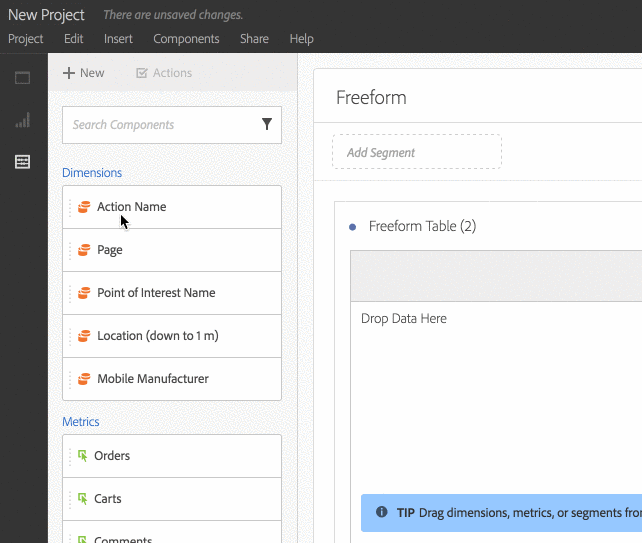 New Project There are unsaved changes.
Project Edit Insert Components Share Help
New Actions
Search Components
Dimensions
Action Name
Page
Point of Interest Name
Location (down to 1 m)
Mobile Manufacturer
Metrics
Orders
Carts
Comments
Freeform
Add Segment
Freeform Table (2)
Drop Data Here
TIP Drag dimensions, metrics, or segments from